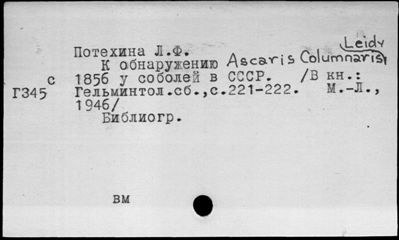 Потехина Л.Ф.
К обнаружению Ascaris Columnaris, Leidy
с 1856 у соболей в СССР. /В кн.:
Г345 Гельминтол.сб.,с.221-222. М.-Л.,
1946/
Библиогр.
вм